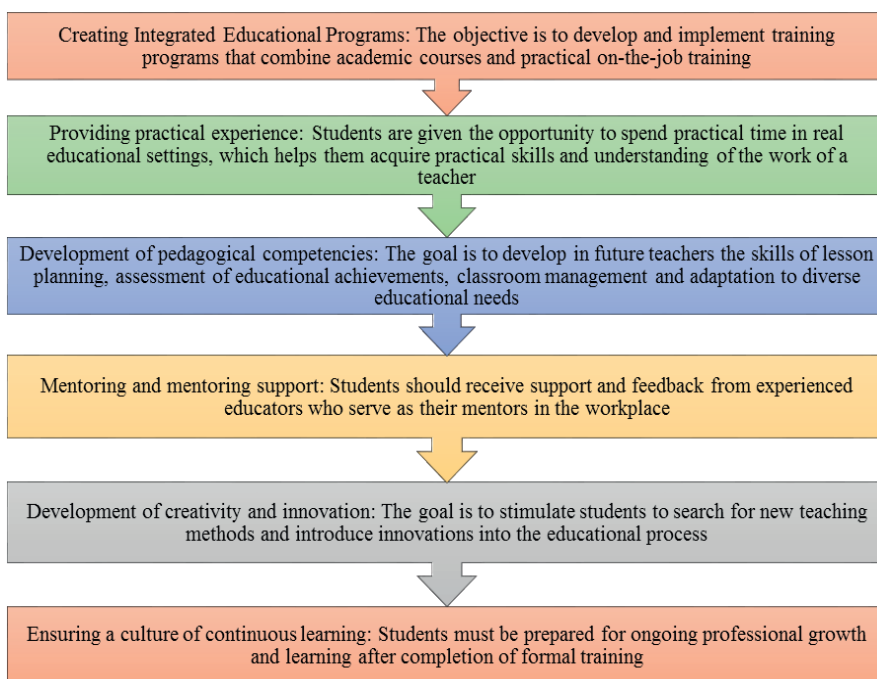 Creating Integrated Educational Programs: The objective is to develop and implement training
programs that combine academic courses and practical on-the-job training
Providing practical experience: Students are given the opportunity to spend practical time in real
educational settings, which helps them acquire practical skills and understanding of the work of a
teacher
Development of pedagogical competencies: The goal is to develop in future teachers the skills of lesson
planning, assessment of educational achievements, classroom management and adaptation to diverse
educational needs
Mentoring and mentoring support: Students should receive support and feedback from experienced
educators who serve as their mentors in the workplace
Development of creativity and innovation: The goal is to stimulate students to search for new teaching
methods and introduce innovations into the educational process
Ensuring a culture of continuous learning: Students must be prepared for ongoing professional growth
and learning after completion of formal training